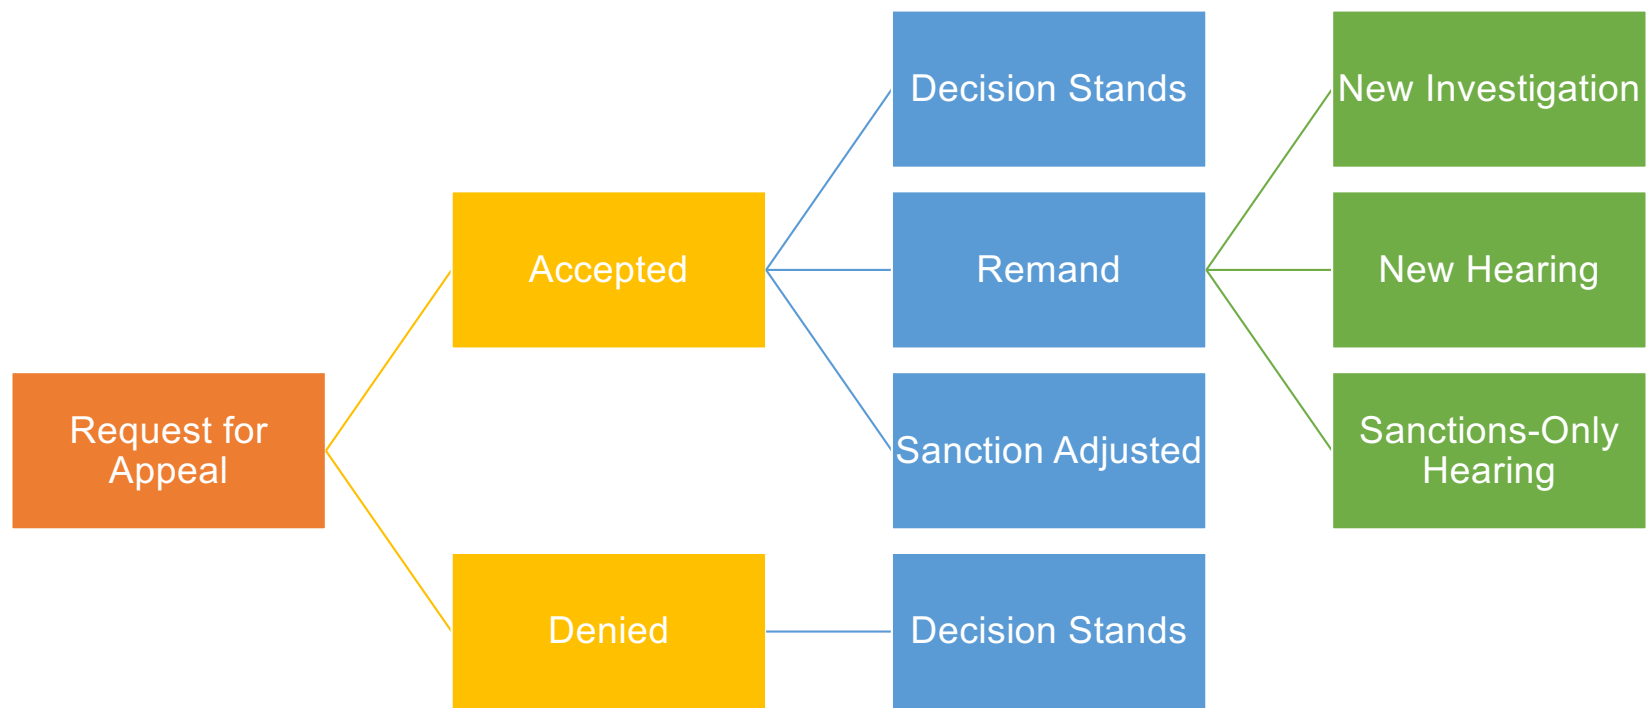 Request for
Appeal
Accepted
Denied
Decision Stands
Remand
Sanction Adjusted
Decision Stands
New Investigation
New Hearing
Sanctions-Only
Hearing